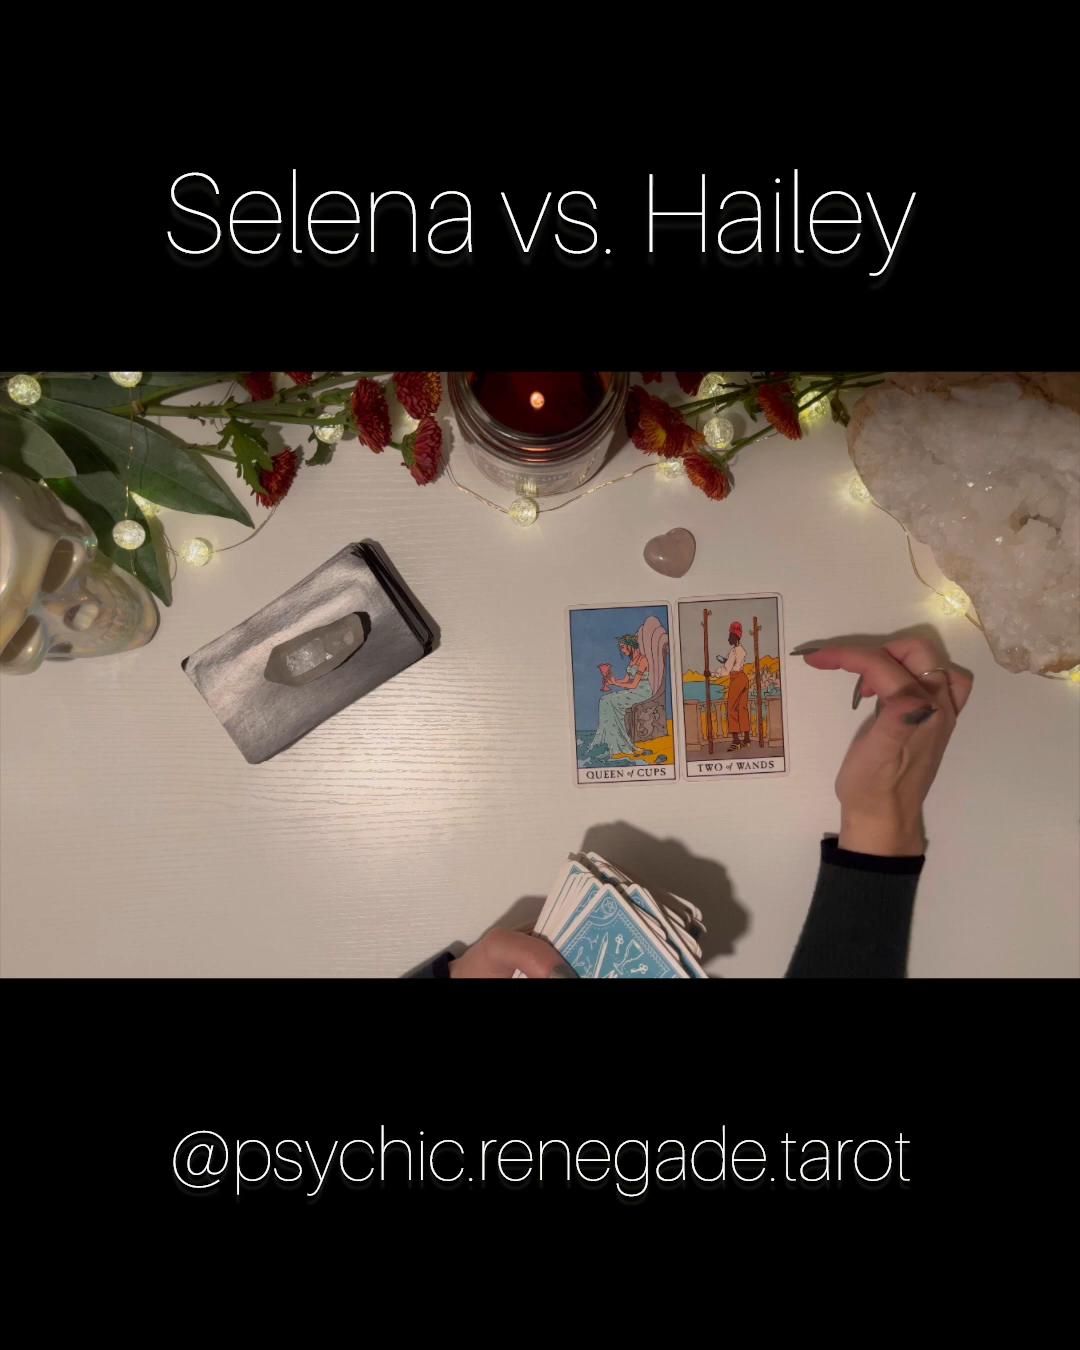 Selena vs. Hailey
QUEEN of CUPS
TWO of WANDS
@psychic.renegade.tarot